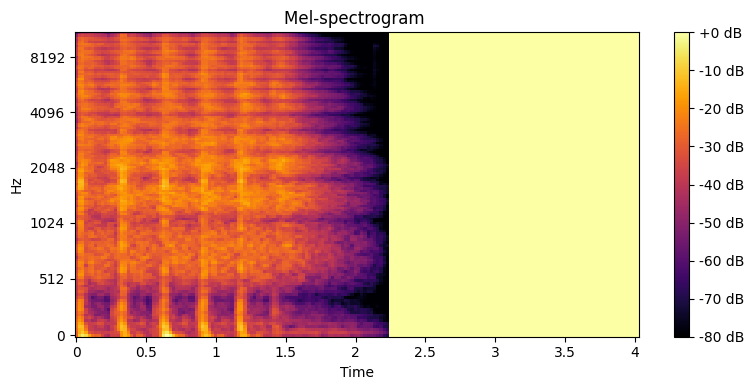 Mel-spectrogram
Hz
8192
4096
2048
1024
512
0
0 0.5 1 1.5 2 2.5 3 3.5 4
Time
+0 dB
-10 dB
-20 dB
-30 dB
-40 dB
-50 dB
-60 dB
-70 dB
-80 dB